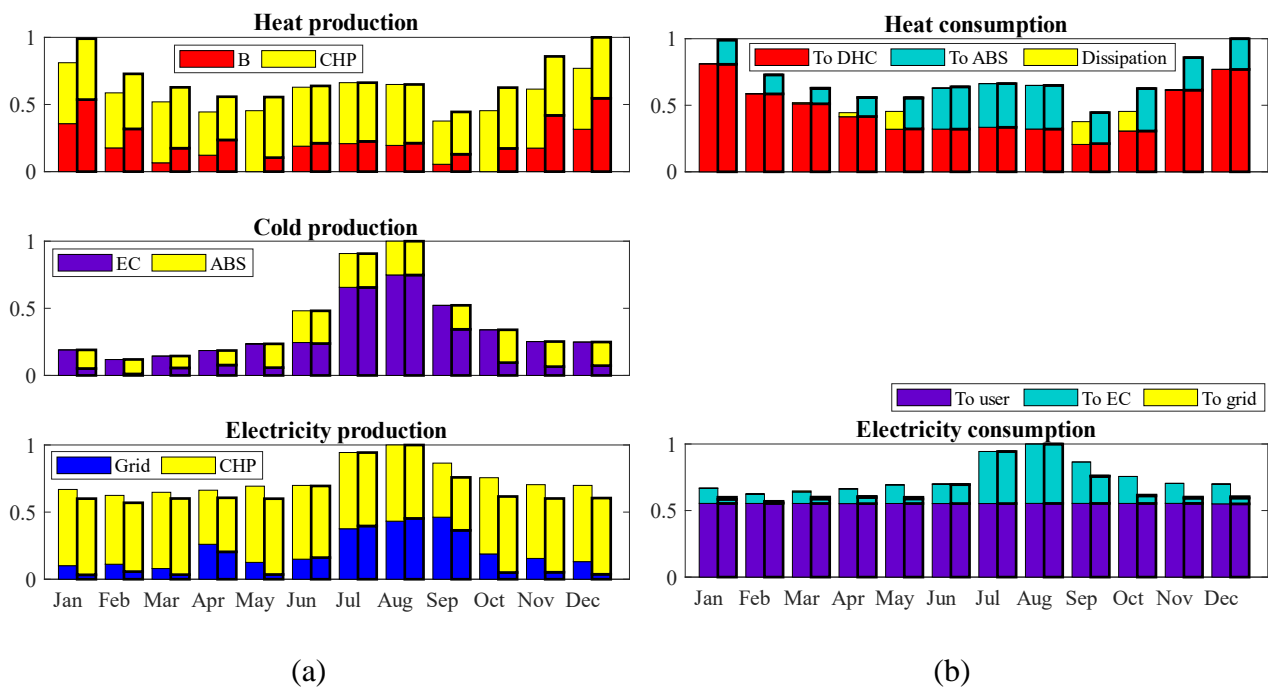 Heat production
1
0.5
0
B CHP
Cold production
1
0.5
0
EC ABS
Electricity production
1
0.5
0
Grid CHP
Jan Feb Mar Apr May Jun Jul Aug Sep Oct Nov Dec
(a)
Heat consumption
1
0.5
0
To DHC To ABS Dissipation
To user To EC To grid
Electricity consumption
1
0.5
0
Jan Feb Mar Apr May Jun Jul Aug Sep Oct Nov Dec
(b)